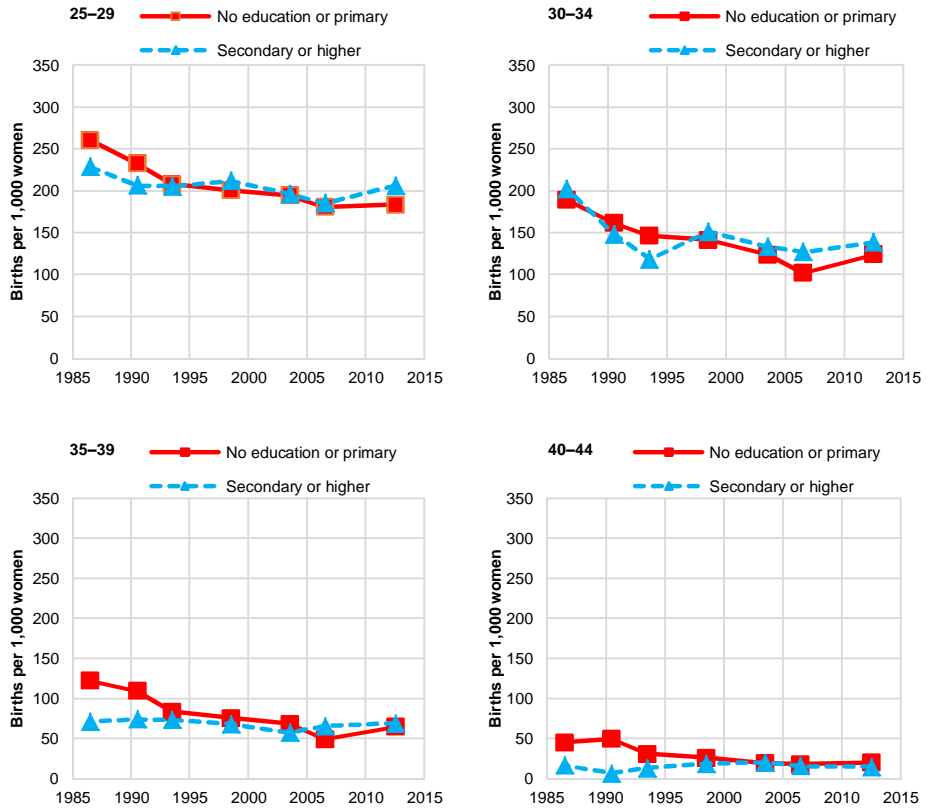 25–29 No education or primary
Secondary or higher
350
300
250
200
150
100
50
0
Births per 1,000 women
1985 1990 1995 2000 2005 2010 2015
30–34 No education or primary
Secondary or higher
350
300
250
200
150
100
50
0
Births per 1,000 women
1985 1990 1995 2000 2005 2010 2015
35–39 No education or primary
Secondary or higher
350
300
250
200
150
100
50
0
Births per 1,000 women
1985 1990 1995 2000 2005 2010 2015
40–44 No education or primary
Secondary or higher
350
300
250
200
150
100
50
0
Births per 1,000 women
1985 1990 1995 2000 2005 2010 2015